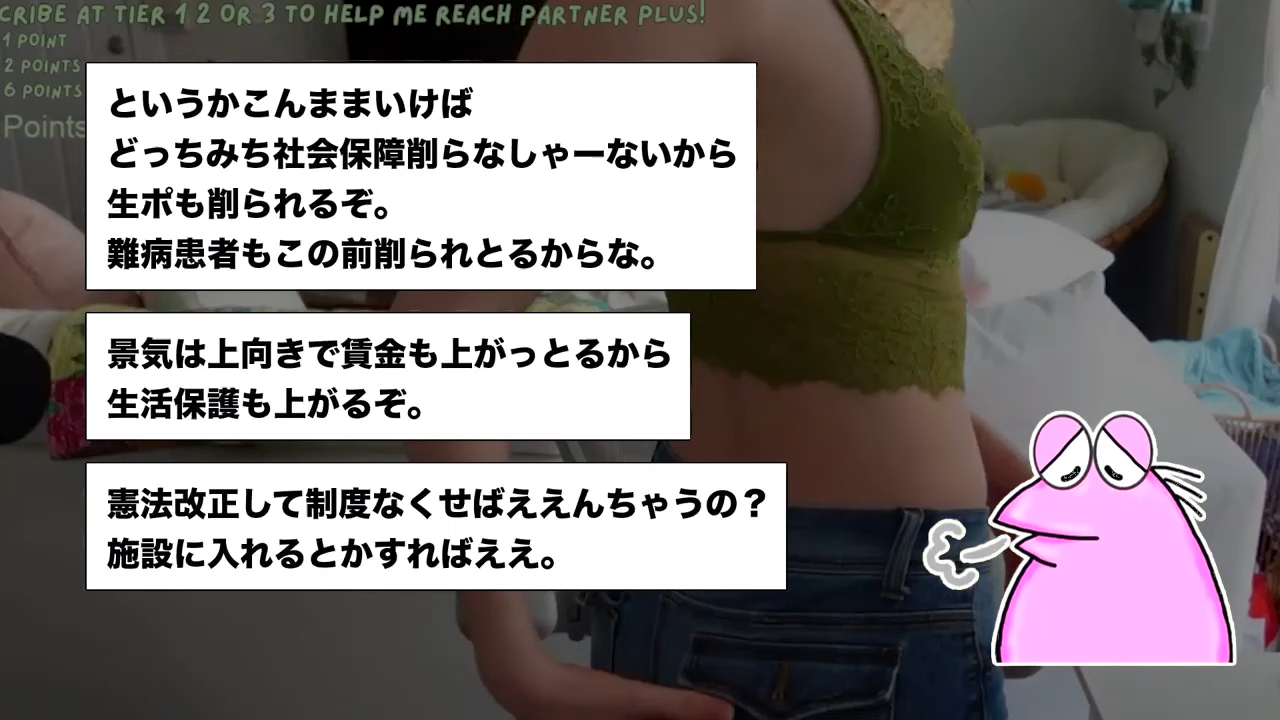 CRIBE AT TIER 1 2 OR 3 TO HELP ME REACH PARTNER PLUS!
1 POINT
2 POINTS
6 POINTS
Points
というかこんままいけば
どっちみち社会保障削らなしゃーないから
生ポも削られるぞ。
難病患者もこの前削られとるからな。
景気は上向きで賃金も上がっとるから
生活保護も上がるぞ。
憲法改正して制度なくせばええんちゃうの？
施設に入れるとかすればええ。